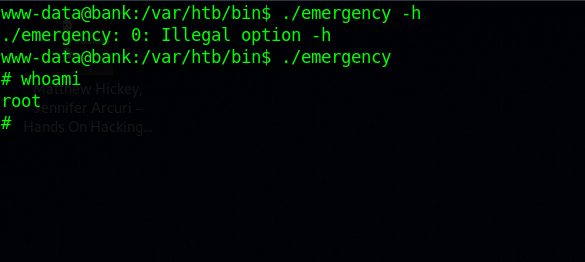 www-data@bank:/var/htb/bin$ ./emergency -h
./emergency: 0: Illegal option -h
www-data@bank:/var/htb/bin$ ./emergency
# whoami
root
#
Matthew Hickey,
Jennifer Arcuri -
Hands On Hacking...